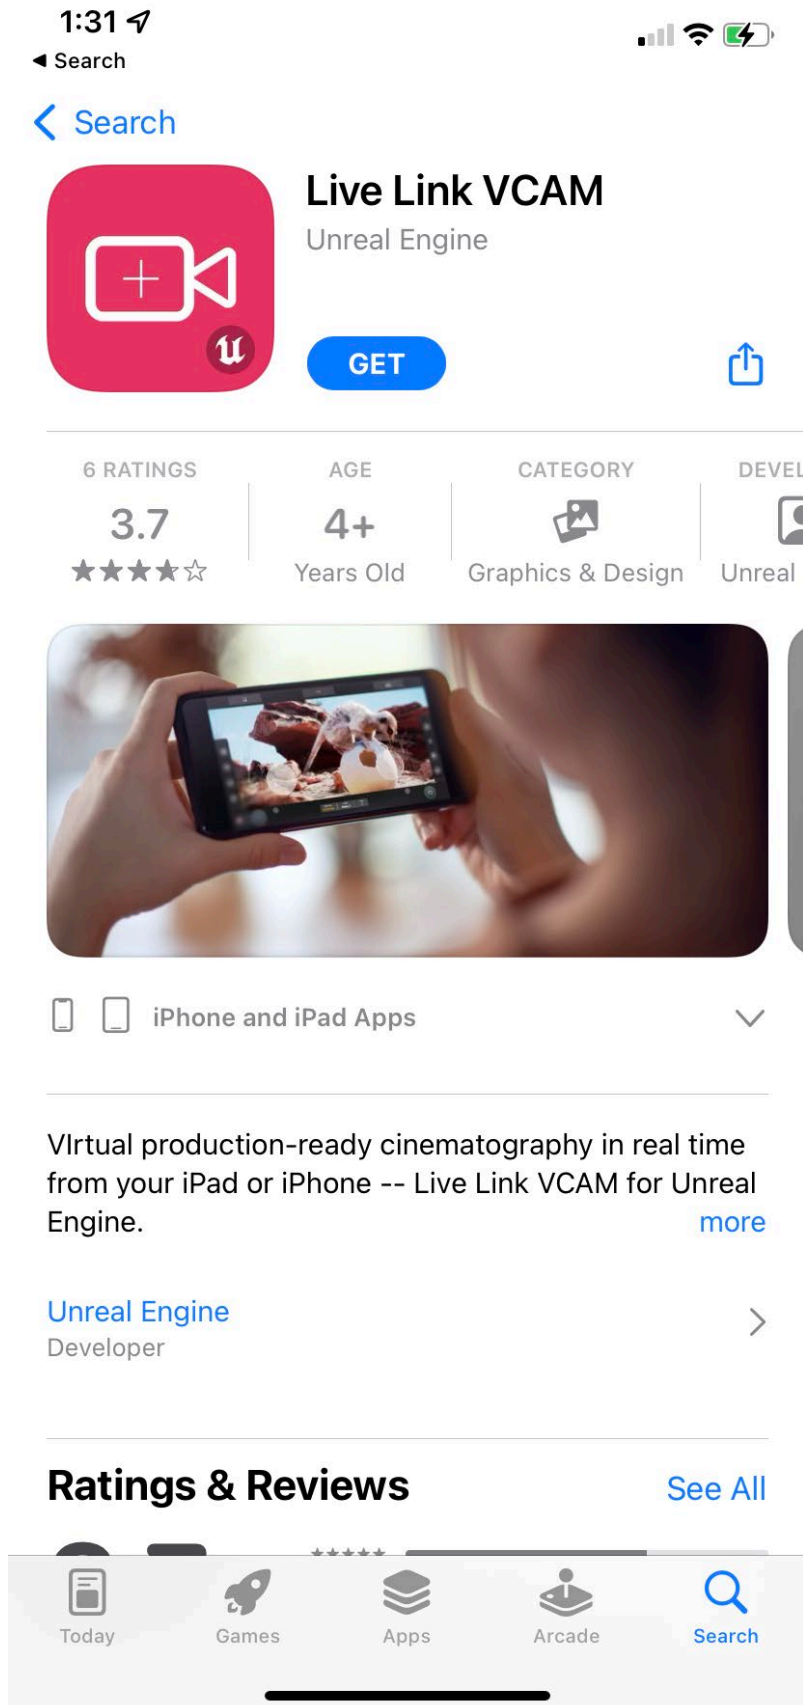 1:31
Search
Search
Live Link VCAM
Unreal Engine
GET
6 RATINGS
3.7
AGE
4+
Years Old
CATEGORY
Graphics & Design
DEVEL
Unreal
iPhone and iPad Apps
VIrtual production-ready cinematography in real time
from your iPad or iPhone -- Live Link VCAM for Unreal
Engine.
more
Unreal Engine
Developer
Ratings & Reviews
See All
Today
Games
Apps
Arcade
Search